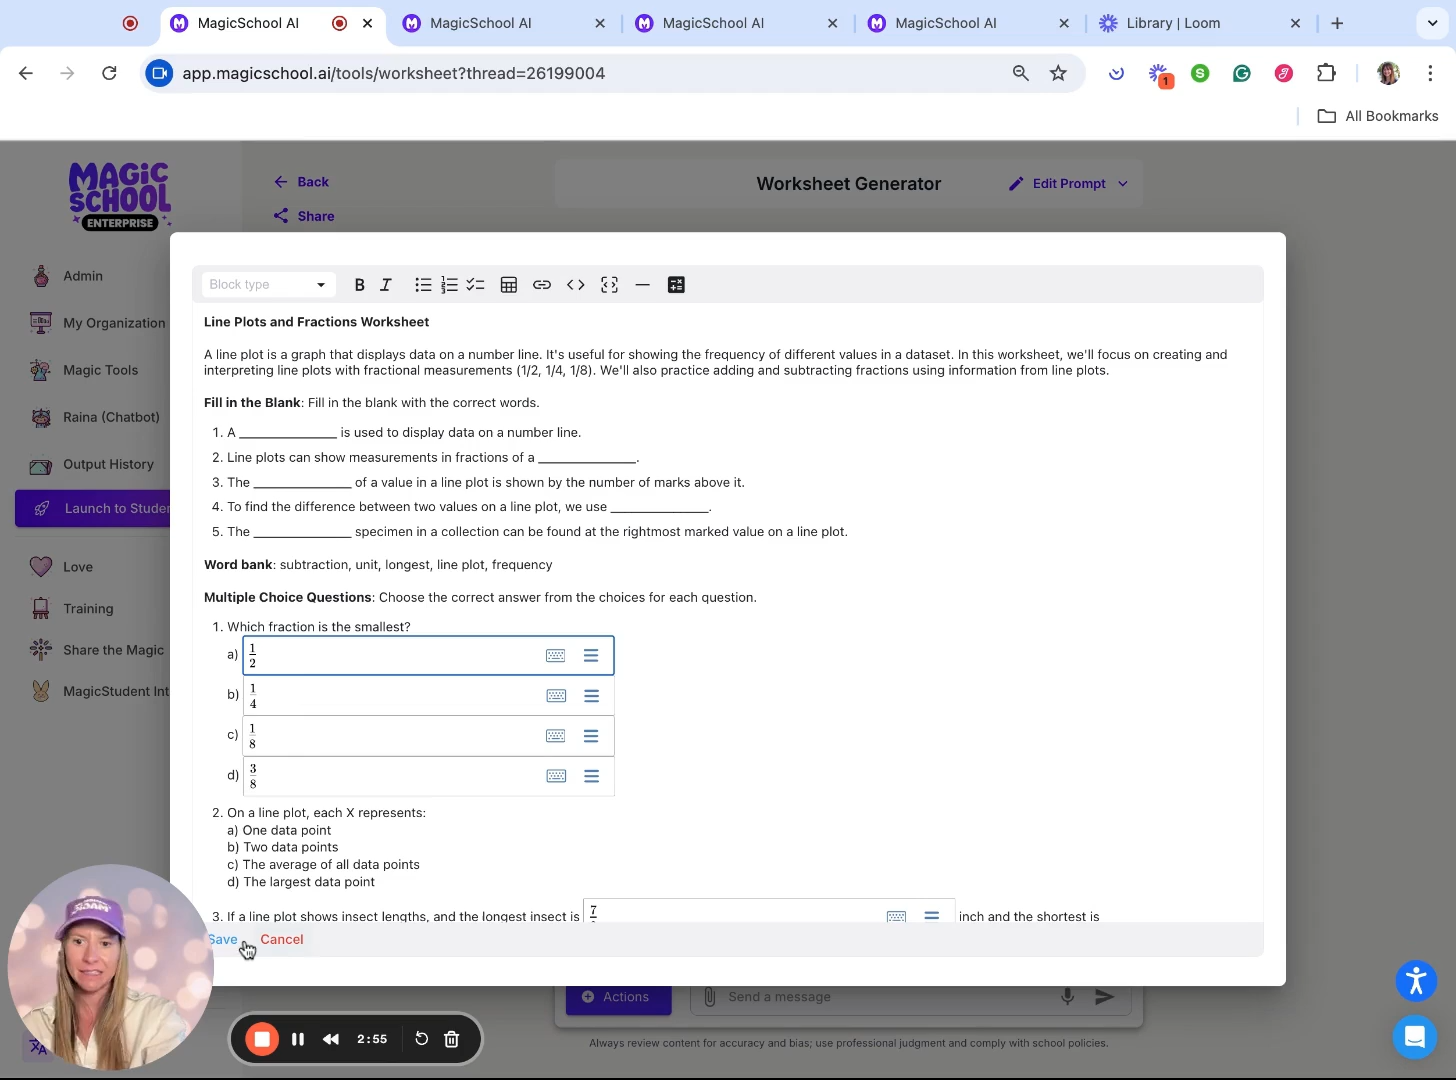 MagicSchool AI
MagicSchool AI
MagicSchool AI
MagicSchool AI
Library | Loom
app.magicschool.ai/tools/worksheet?thread=26199004
1
All Bookmarks
MAGIC SCHOOL
ENTERPRISE
Admin
My Organization
Magic Tools
Raina (Chatbot)
Output History
Launch to Studen
Love
Training
Share the Magic
MagicStudent Int
Back
Share
Worksheet Generator
Edit Prompt
Block type
B I
Line Plots and Fractions Worksheet
A line plot is a graph that displays data on a number line. It's useful for showing the frequency of different values in a dataset. In this worksheet, we'll focus on creating and
interpreting line plots with fractional measurements (1/2, 1/4, 1/8). We'll also practice adding and subtracting fractions using information from line plots.
Fill in the Blank: Fill in the blank with the correct words.
1. A ______________ is used to display data on a number line.
2. Line plots can show measurements in fractions of a ______________.
3. The ______________ of a value in a line plot is shown by the number of marks above it.
4. To find the difference between two values on a line plot, we use ______________.
5. The ______________ specimen in a collection can be found at the rightmost marked value on a line plot.
Word bank: subtraction, unit, longest, line plot, frequency
Multiple Choice Questions: Choose the correct answer from the choices for each question.
1. Which fraction is the smallest?
a) 1/2
b) 1/4
c) 1/8
d) 3/8
2. On a line plot, each X represents:
a) One data point
b) Two data points
c) The average of all data points
d) The largest data point
3. If a line plot shows insect lengths, and the longest insect is 7 inch and the shortest is
Save Cancel
Actions
Send a message
Always review content for accuracy and bias; use professional judgment and comply with school policies.
2:55